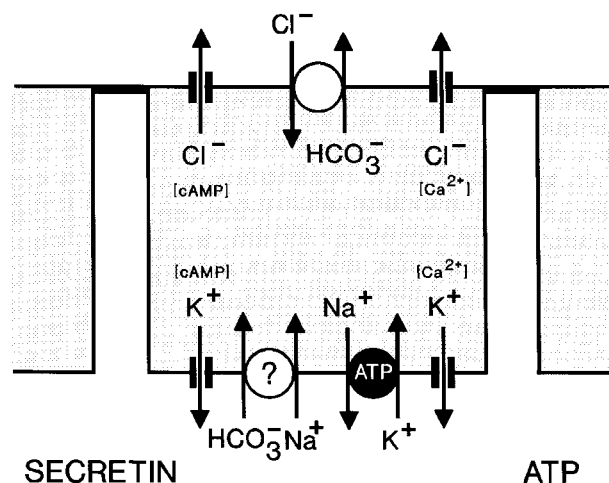 Cl⁻
Cl⁻ HCO₃⁻ Cl⁻
[cAMP] [Ca²⁺]
[cAMP] [Ca²⁺]
K⁺ Na⁺ K⁺
? ATP
HCO₃⁻ Na⁺ K⁺
SECRETIN ATP